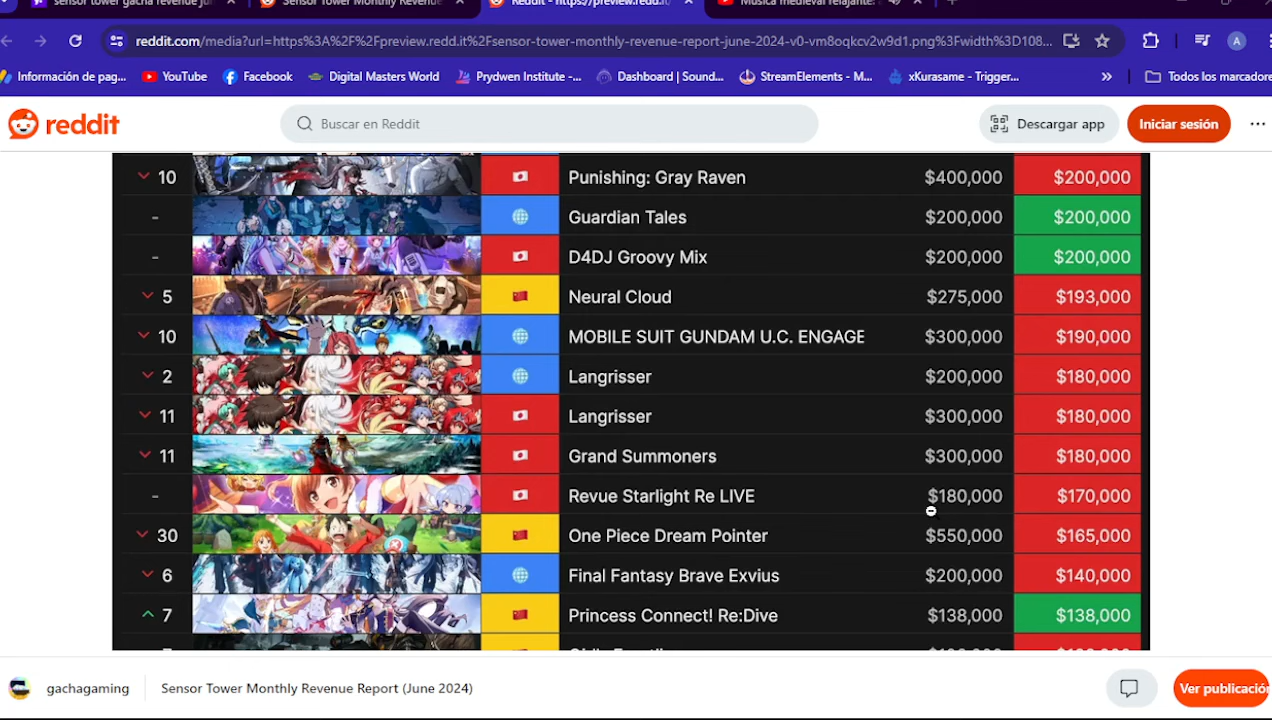 sensor tower gacha revenue ju
Sensor Tower Monthly Revenue
Reddit - https://preview.redd.it
Musica medieval relajante:
reddit.com/media?url=https%3A%2F%2Fpreview.redd.it%2Fsensor-tower-monthly-revenue-report-june-2024-v0-vm8oqkcv2w9d1.png%3Fwidth%3D108...
A
Información de pag... YouTube Facebook Digital Masters World Prydwen Institute -... Dashboard | Sound... StreamElements - M... xKurasame - Trigger... » Todos los marcadore
reddit Buscar en Reddit Descargar app Iniciar sesión ...
10 Punishing: Gray Raven $400,000 $200,000
- Guardian Tales $200,000 $200,000
- D4DJ Groovy Mix $200,000 $200,000
5 Neural Cloud $275,000 $193,000
10 MOBILE SUIT GUNDAM U.C. ENGAGE $300,000 $190,000
2 Langrisser $200,000 $180,000
11 Langrisser $300,000 $180,000
11 Grand Summoners $300,000 $180,000
- Revue Starlight Re LIVE $180,000 $170,000
30 One Piece Dream Pointer $550,000 $165,000
6 Final Fantasy Brave Exvius $200,000 $140,000
7 Princess Connect! Re:Dive $138,000 $138,000
gachagaming Sensor Tower Monthly Revenue Report (June 2024) Ver publicación